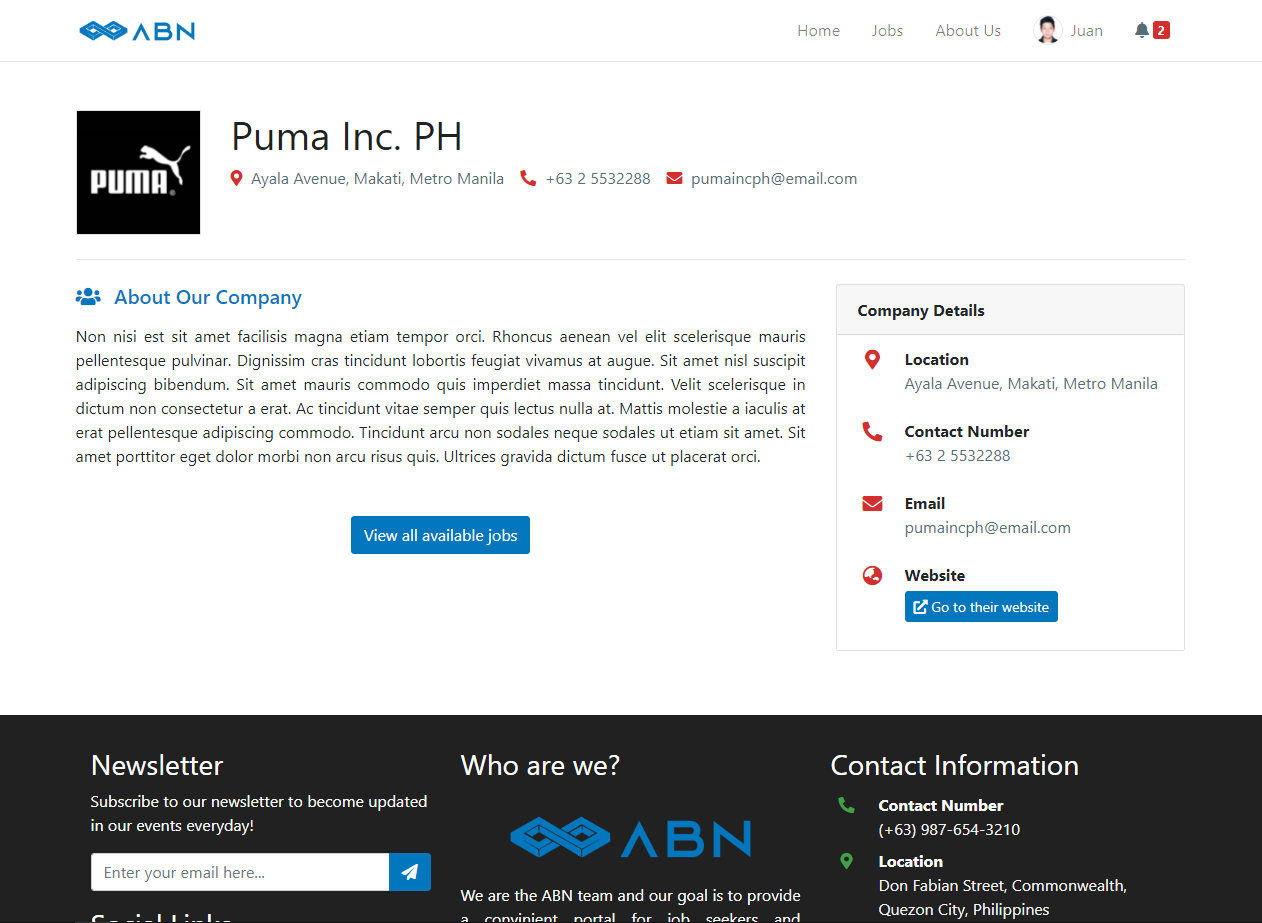 ABN
Home Jobs About Us Juan 2
PUMA
Puma Inc. PH
Ayala Avenue, Makati, Metro Manila +63 2 5532288 pumaincph@email.com
About Our Company
Non nisi est sit amet facilisis magna etiam tempor orci. Rhoncus aenean vel elit scelerisque mauris
pellentesque pulvinar. Dignissim cras tincidunt lobortis feugiat vivamus at augue. Sit amet nisl suscipit
adipiscing bibendum. Sit amet mauris commodo quis imperdiet massa tincidunt. Velit scelerisque in
dictum non consectetur a erat. Ac tincidunt vitae semper quis lectus nulla at. Mattis molestie a iaculis at
erat pellentesque adipiscing commodo. Tincidunt arcu non sodales neque sodales ut etiam sit amet. Sit
amet porttitor eget dolor morbi non arcu risus quis. Ultrices gravida dictum fusce ut placerat orci.
View all available jobs
Company Details
Location
Ayala Avenue, Makati, Metro Manila
Contact Number
+63 2 5532288
Email
pumaincph@email.com
Website
Go to their website
Newsletter
Subscribe to our newsletter to become updated
in our events everyday!
Enter your email here...
Social Links
Who are we?
ABN
We are the ABN team and our goal is to provide
a convinient portal for job seekers and
Contact Information
Contact Number
(+63) 987-654-3210
Location
Don Fabian Street, Commonwealth,
Quezon City, Philippines